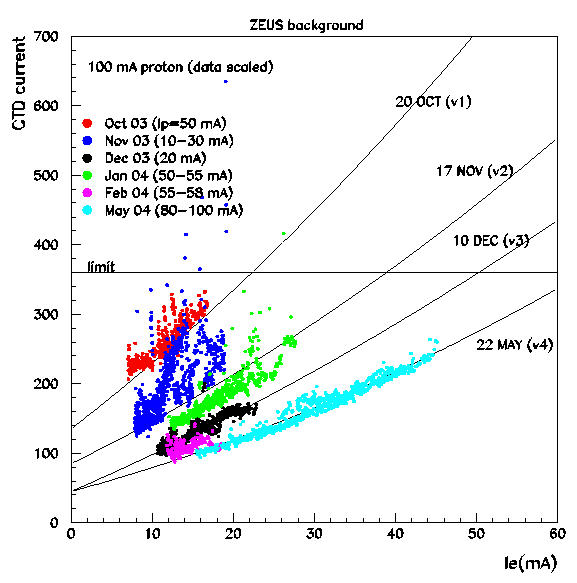 ZEUS background
CTD current
700
600
500
400
300
200
100
0
100 mA proton (data scaled)
Oct 03 (Ip=50 mA)
Nov 03 (10-30 mA)
Dec 03 (20 mA)
Jan 04 (50-55 mA)
Feb 04 (55-58 mA)
May 04 (80-100 mA)
20 OCT (v1)
17 NOV (v2)
10 DEC (v3)
22 MAY (v4)
limit
0
10
20
30
40
50
60
Ie(mA)